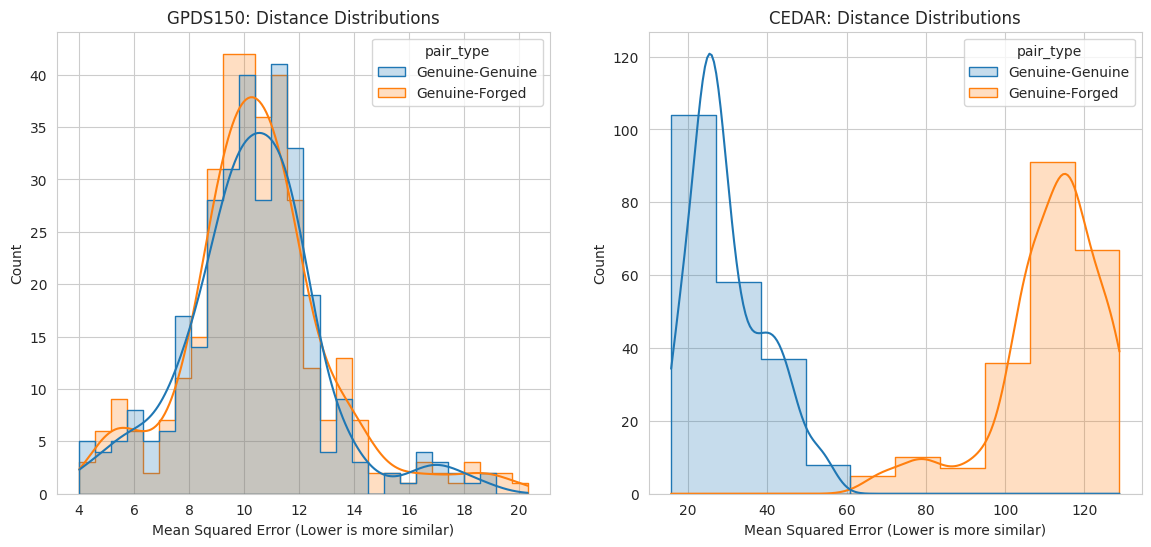 GPDS150: Distance Distributions
pair_type
Genuine-Genuine
Genuine-Forged
Count
40
35
30
25
20
15
10
5
0
4 6 8 10 12 14 16 18 20
Mean Squared Error (Lower is more similar)
CEDAR: Distance Distributions
pair_type
Genuine-Genuine
Genuine-Forged
Count
120
100
80
60
40
20
0
20 40 60 80 100 120
Mean Squared Error (Lower is more similar)